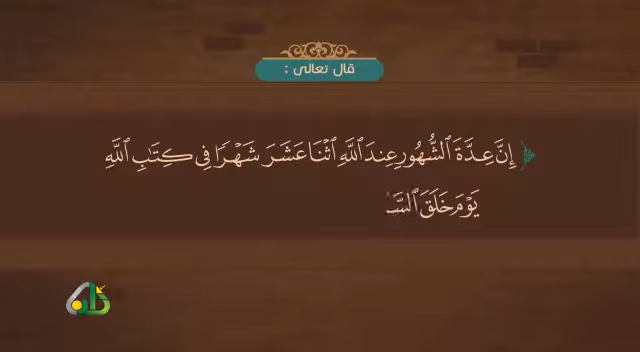 قال تعالى :
إِنَّ عِدَّةَ ٱلشُّهُورِ عِندَ ٱللَّهِ ٱثْنَا عَشَرَ شَهْرًا فِي كِتَٰبِ ٱللَّهِ
يَوْمَ خَلَقَ